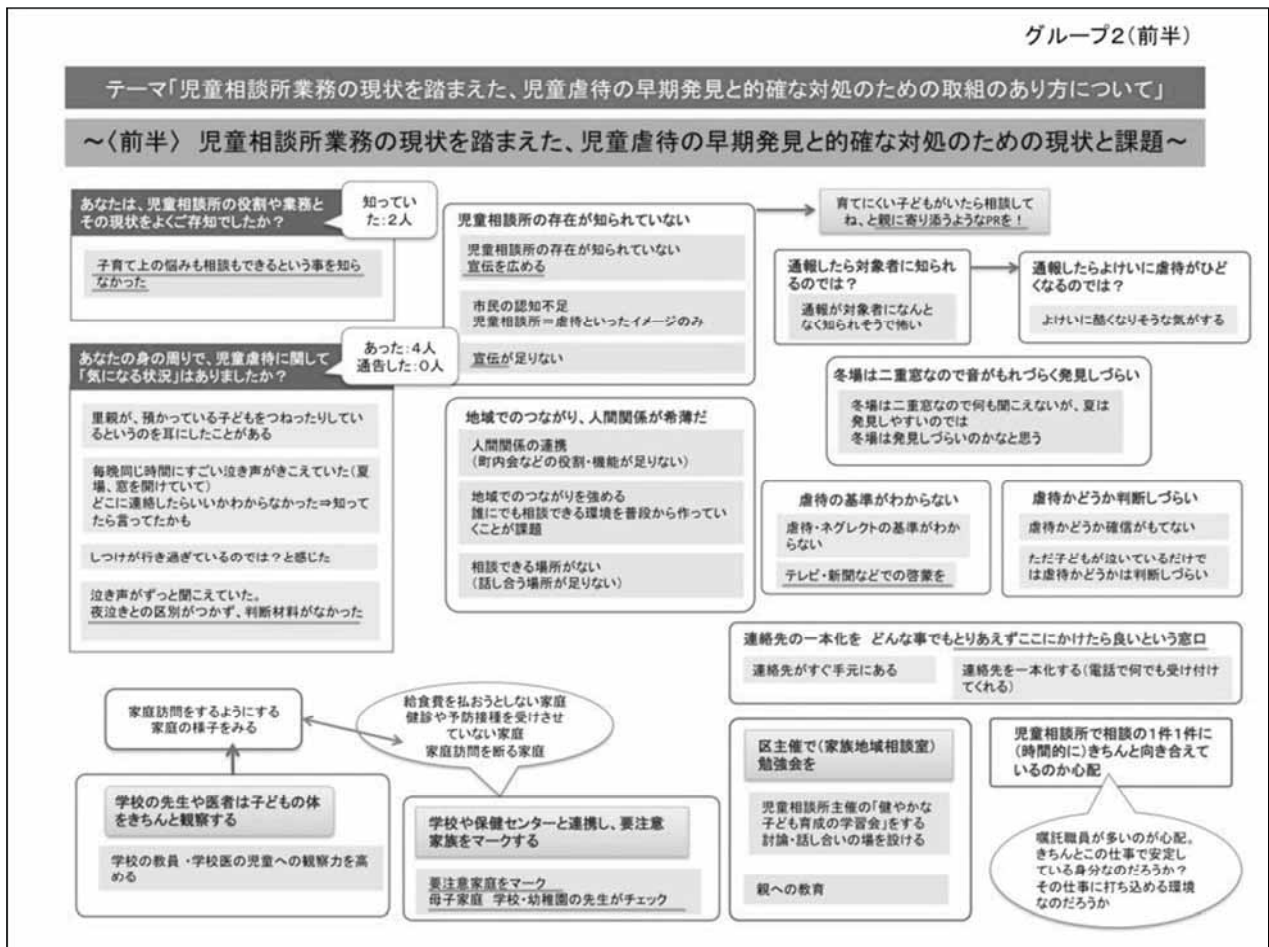 グループ2(前半)
テーマ「児童相談所業務の現状を踏まえた、児童虐待の早期発見と的確な対処のための取組のあり方について」
～〈前半〉 児童相談所業務の現状を踏まえた、児童虐待の早期発見と的確な対処のための現状と課題～
あなたは、児童相談所の役割や業務と
その現状をよくご存知でしたか？
知ってい
た：2人
子育て上の悩みも相談もできるという事を知ら
なかった
あなたの身の周りで、児童虐待に関して
「気になる状況」はありましたか？
あった：4人
通告した：0人
里親が、預かっている子どもをつねったりしてい
るというのを耳にしたことがある
毎晩同じ時間にすごい泣き声がきこえていた(夏
場、窓を開けていて)
どこに連絡したらいいかわからなかった⇒知って
たら言ってたかも
しつけが行き過ぎているのでは？と感じた
泣き声がずっと聞こえていた。
夜泣きとの区別がつかず、判断材料がなかった
児童相談所の存在が知られていない
児童相談所の存在が知られていない
宣伝を広める
市民の認知不足
児童相談所＝虐待といったイメージのみ
宣伝が足りない
育てにくい子どもがいたら相談して
ね、と親に寄り添うようなPRを！
通報したら対象者に知られ
るのでは？
通報が対象者になんと
なく知られそうで怖い
通報したらよけいに虐待がひど
くなるのでは？
よけいに酷くなりそうな気がする
冬場は二重窓なので音がもれづらく発見しづらい
冬場は二重窓なので何も聞こえないが、夏は
発見しやすいのでは
冬場は発見しづらいのかなと思う
地域でのつながり、人間関係が希薄だ
人間関係の連携
(町内会などの役割・機能が足りない)
地域でのつながりを強める
誰にでも相談できる環境を普段から作ってい
くことが課題
相談できる場所がない
(話し合う場所が足りない)
虐待の基準がわからない
虐待・ネグレクトの基準がわか
らない
テレビ・新聞などでの啓蒙を
虐待かどうか判断しづらい
虐待かどうか確信がもてない
ただ子どもが泣いているだけで
は虐待かどうかは判断しづらい
連絡先の一本化を どんな事でもとりあえずここにかけたら良いという窓口
連絡先がすぐ手元にある
連絡先を一本化する(電話で何でも受け付け
てくれる)
家庭訪問をするようにする
家庭の様子をみる
給食費を払おうとしない家庭
健診や予防接種を受けさせ
ていない家庭
家庭訪問を断る家庭
学校の先生や医者は子どもの体
をきちんと観察する
学校の教員・学校医の児童への観察力を高
める
学校や保健センターと連携し、要注意
家族をマークする
要注意家庭をマーク
母子家庭 学校・幼稚園の先生がチェック
区主催で(家族地域相談室)
勉強会を
児童相談所主催の「健やかな
子ども育成の学習会」をする
討論・話し合いの場を設ける
親への教育
児童相談所で相談の1件1件に
(時間的に)きちんと向き合えて
いるのか心配
嘱託職員が多いのが心配。
きちんとこの仕事で安定し
ている身分なのだろうか？
その仕事に打ち込める環境
なのだろうか